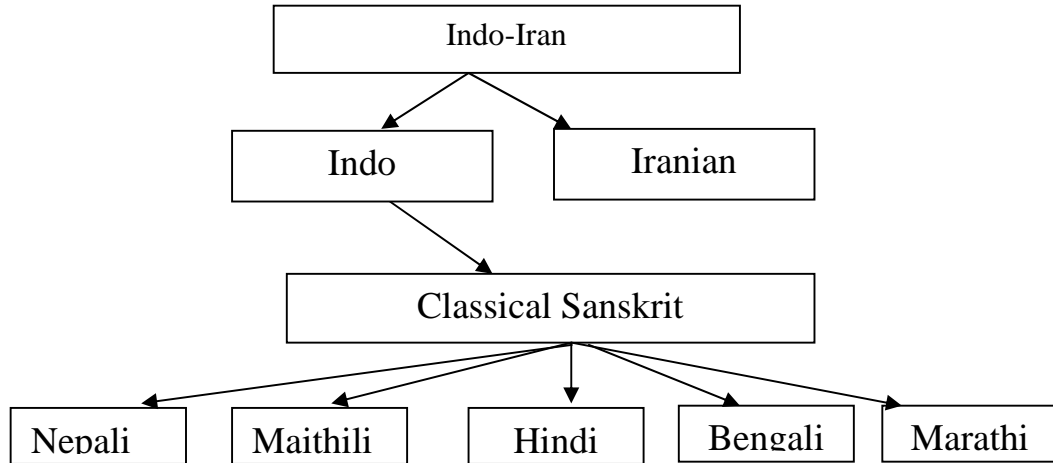 Indo-Iran
Indo
Iranian
Classical Sanskrit
Nepali
Maithili
Hindi
Bengali
Marathi